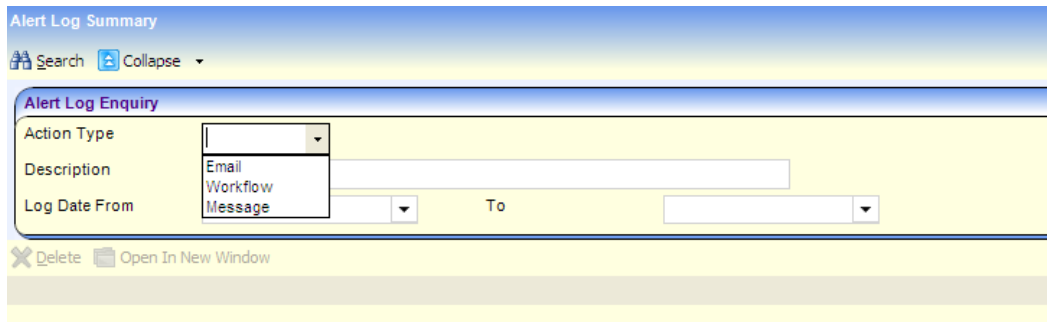 Alert Log Summary
Search Collapse
Alert Log Enquiry
Action Type
Description Email
Workflow
Log Date From Message To
Delete Open In New Window